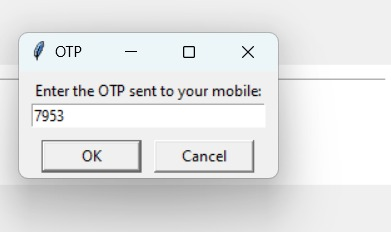 OTP
Enter the OTP sent to your mobile:
7953
OK Cancel